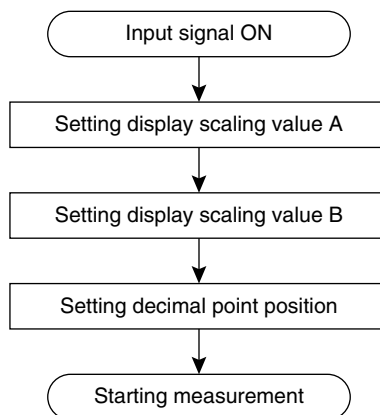 Input signal ON
Setting display scaling value A
Setting display scaling value B
Setting decimal point position
Starting measurement